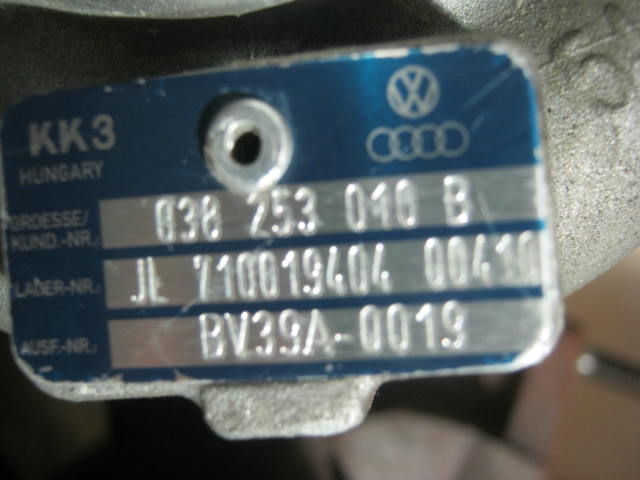 KK3
HUNGARY
GROESSE/
KUND.-NR.: 038 253 010 B
LADER-NR.: JL 710019404 00410
AUSF.-NR.: BV39A-0019